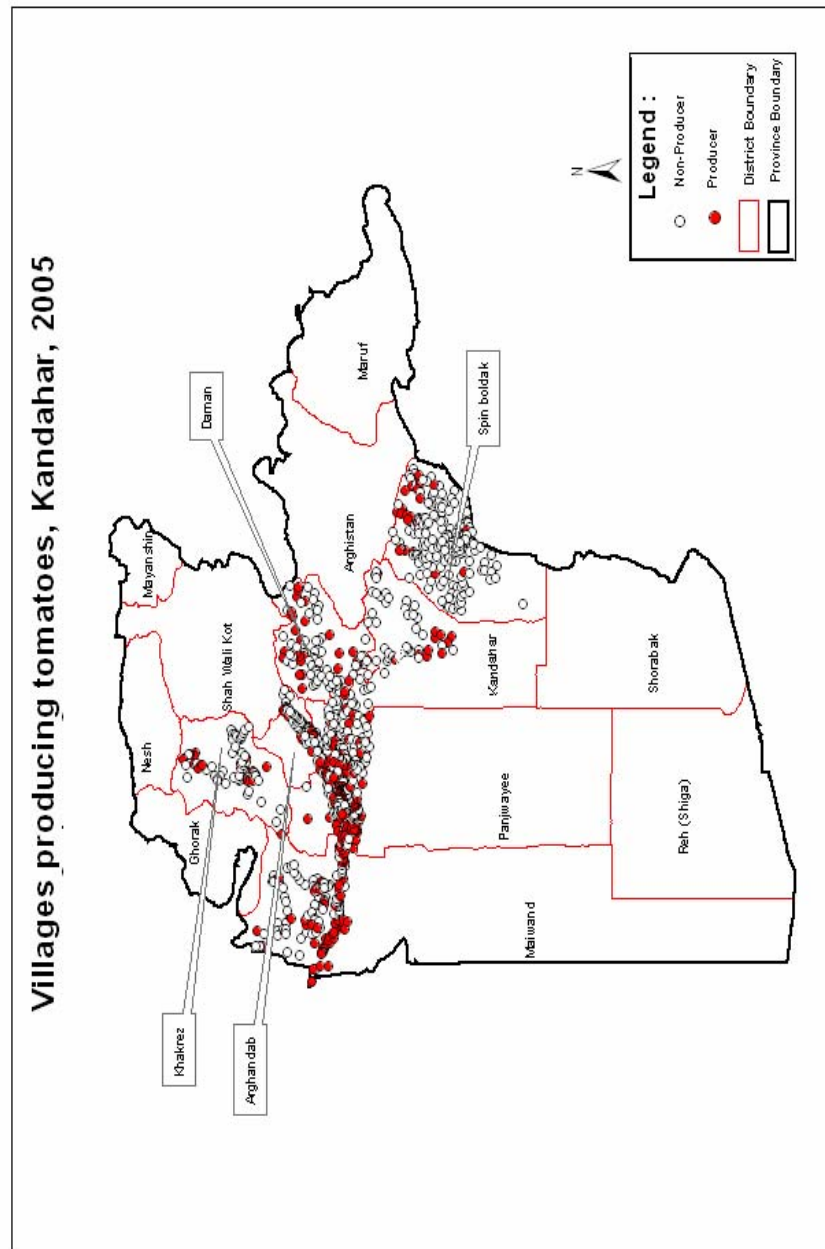 Villages producing tomatoes, Kandahar, 2005
Mayanshin
Nesh
Shah Wali Kot
Ghorak
Daman
Khakrez
Arghandab
Maruf
Arghistan
Spin boldak
Kandahar
Shorabak
Panjwayee
Maiwand
Reh (Shiga)
N
Legend :
Non-Producer
Producer
District Boundary
Province Boundary